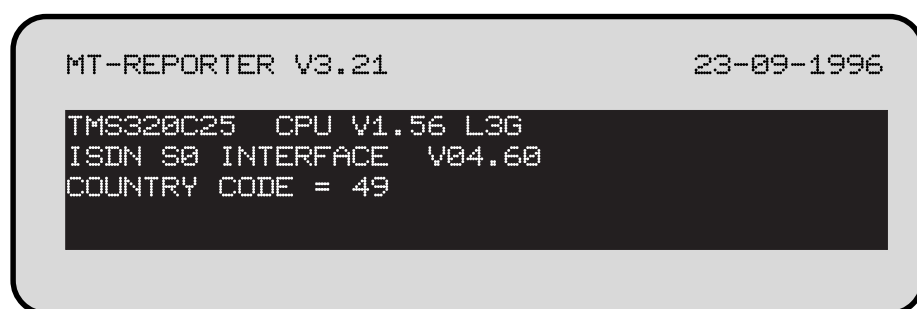 MT-REPORTER V3.21 23-09-1996
TMS320C25 CPU V1.56 L3G
ISDN S0 INTERFACE V04.60
COUNTRY CODE = 49